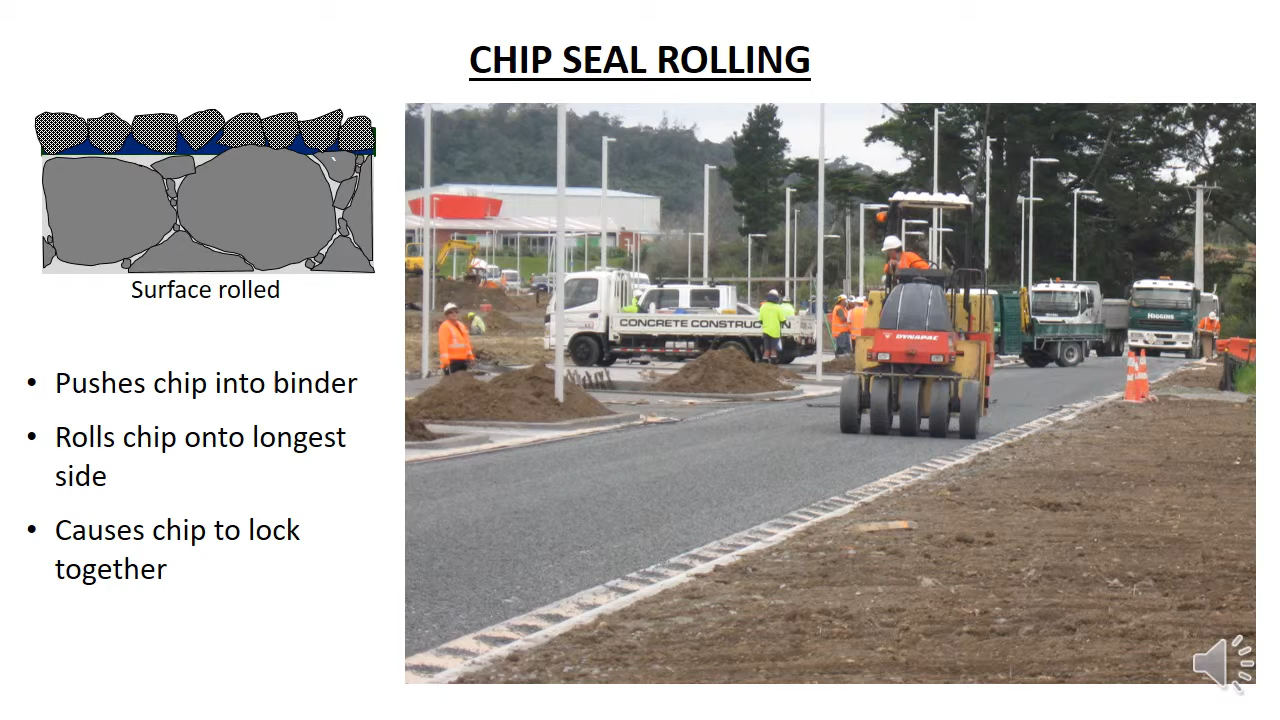 CHIP SEAL ROLLING
Surface rolled
• Pushes chip into binder
• Rolls chip onto longest
side
• Causes chip to lock
together
CONCRETE CONSTRUCTION
DYNAPAC
HIGGINS